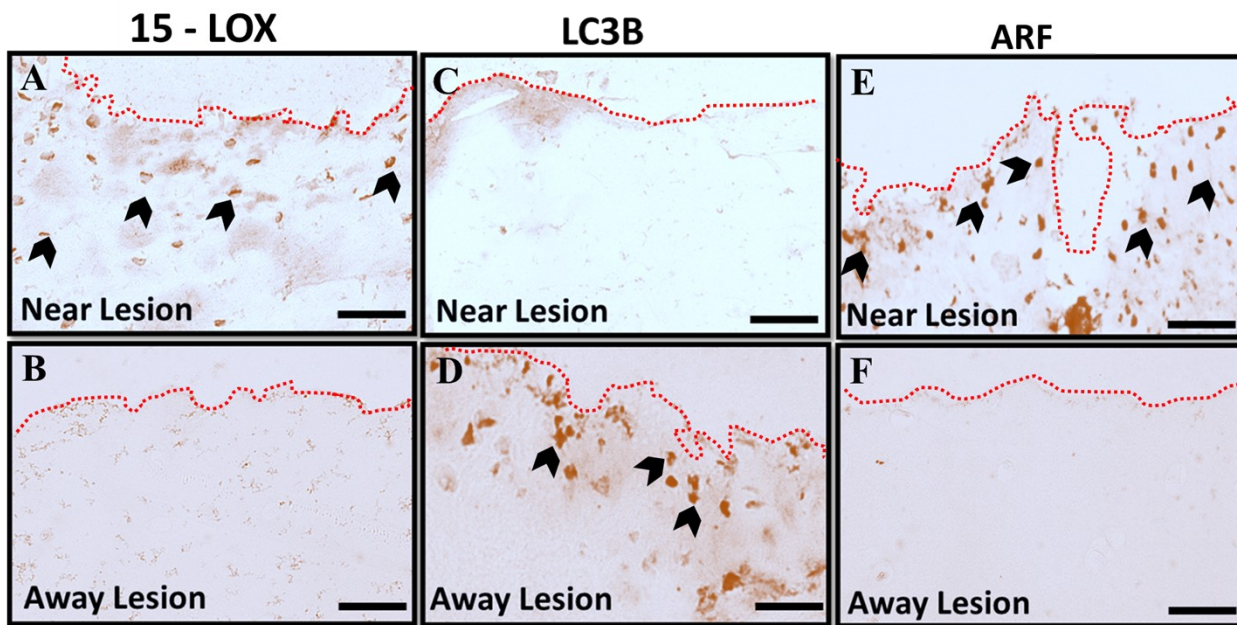 15 - LOX
LC3B
ARF
A
Near Lesion
C
Near Lesion
E
Near Lesion
B
Away Lesion
D
Away Lesion
F
Away Lesion